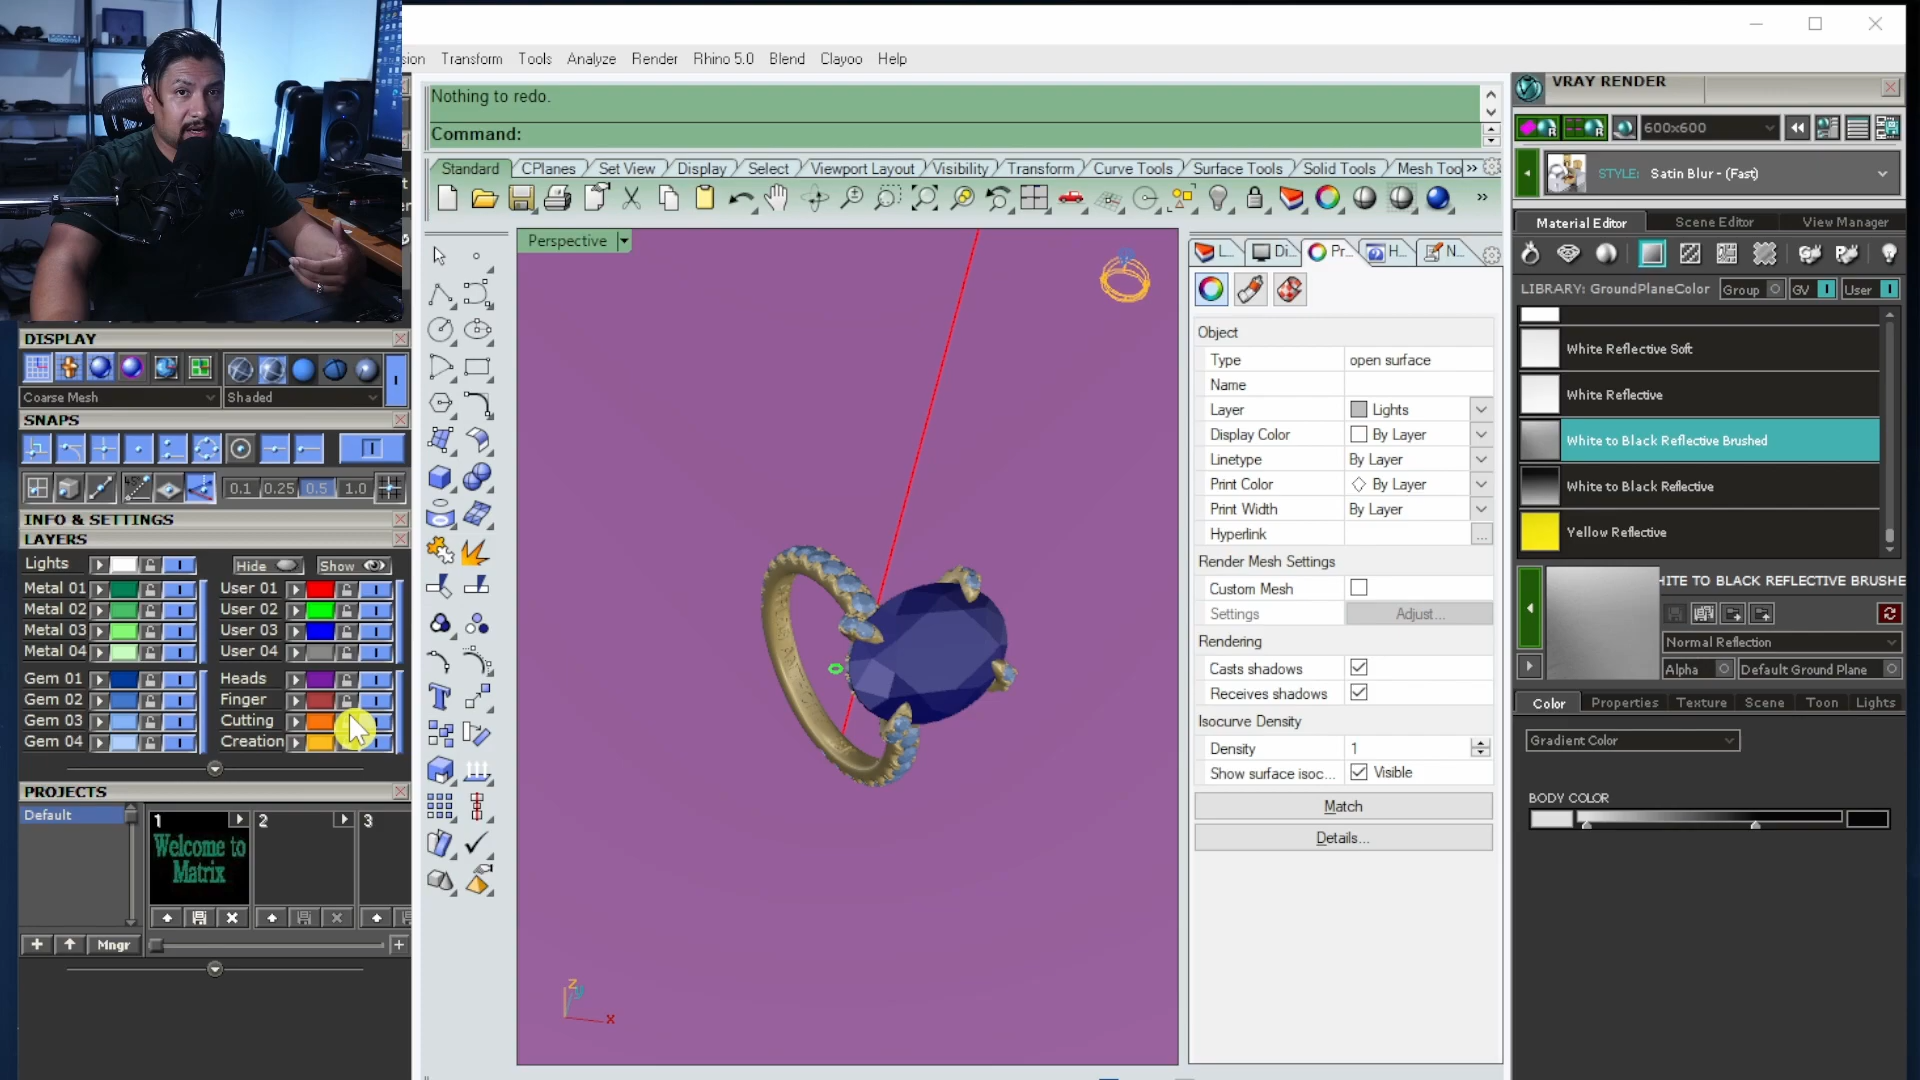 sion Transform Tools Analyze Render Rhino 5.0 Blend Clayoo Help
Nothing to redo.
Command:
Standard CPlanes Set View Display Select Viewport Layout Visibility Transform Curve Tools Surface Tools Solid Tools Mesh Tool
Perspective
z
x
L... Di... Pr... H... N...
Object
Type open surface
Name
Layer Lights
Display Color By Layer
Linetype By Layer
Print Color By Layer
Print Width By Layer
Hyperlink ...
Render Mesh Settings
Custom Mesh
Settings Adjust...
Rendering
Casts shadows
Receives shadows
Isocurve Density
Density 1
Show surface isoc... Visible
Match
Details...
DISPLAY
Coarse Mesh Shaded
SNAPS
0.1 0.25 0.5 1.0
INFO & SETTINGS
LAYERS
Lights Hide Show
Metal 01 User 01
Metal 02 User 02
Metal 03 User 03
Metal 04 User 04
Gem 01 Heads
Gem 02 Finger
Gem 03 Cutting
Gem 04 Creation
PROJECTS
Default
1 2 3
Welcome to
Matrix
Mngr
VRAY RENDER
600x600
STYLE: Satin Blur - (Fast)
Material Editor Scene Editor View Manager
LIBRARY: GroundPlaneColor Group GV User
White Reflective Soft
White Reflective
White to Black Reflective Brushed
White to Black Reflective
Yellow Reflective
HITE TO BLACK REFLECTIVE BRUSHE
Normal Reflection
Alpha Default Ground Plane
Color Properties Texture Scene Toon Lights
Gradient Color
BODY COLOR